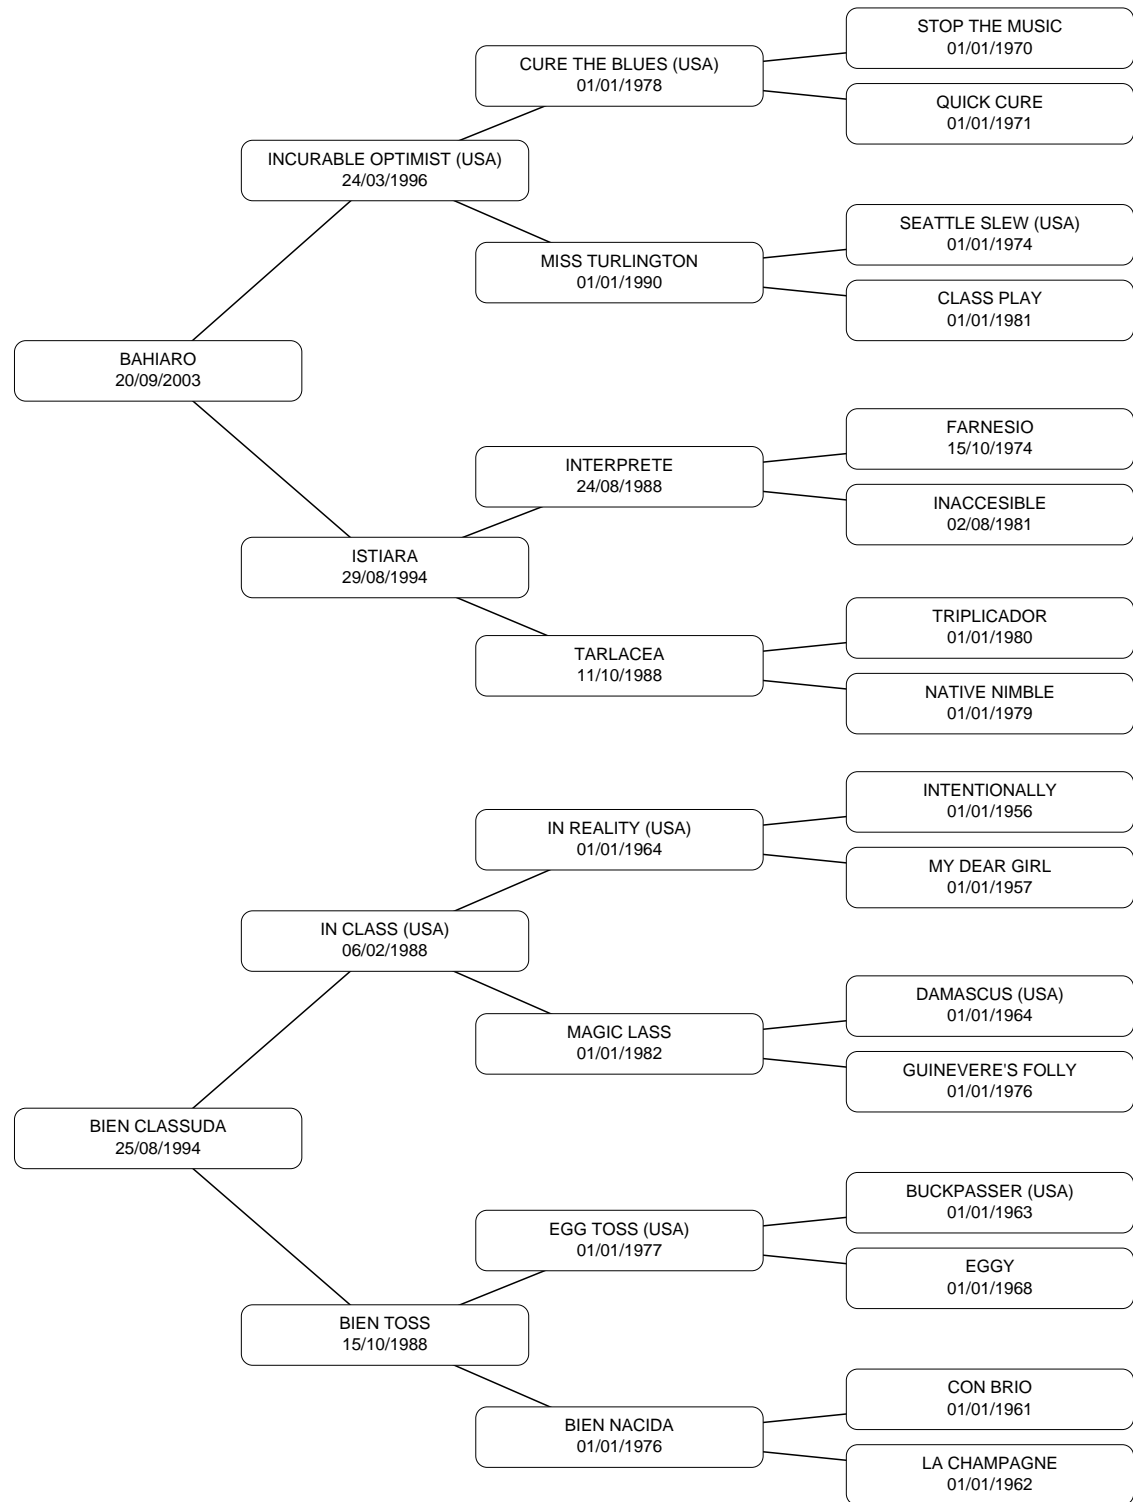 STOP THE MUSIC
01/01/1970
CURE THE BLUES (USA)
01/01/1978
QUICK CURE
01/01/1971
INCURABLE OPTIMIST (USA)
24/03/1996
SEATTLE SLEW (USA)
01/01/1974
MISS TURLINGTON
01/01/1990
CLASS PLAY
01/01/1981
BAHIARO
20/09/2003
FARNESIO
15/10/1974
INTERPRETE
24/08/1988
INACCESIBLE
02/08/1981
ISTIARA
29/08/1994
TRIPLICADOR
01/01/1980
TARLACEA
11/10/1988
NATIVE NIMBLE
01/01/1979
INTENTIONALLY
01/01/1956
IN REALITY (USA)
01/01/1964
MY DEAR GIRL
01/01/1957
IN CLASS (USA)
06/02/1988
DAMASCUS (USA)
01/01/1964
MAGIC LASS
01/01/1982
GUINEVERE'S FOLLY
01/01/1976
BIEN CLASSUDA
25/08/1994
BUCKPASSER (USA)
01/01/1963
EGG TOSS (USA)
01/01/1977
EGGY
01/01/1968
BIEN TOSS
15/10/1988
CON BRIO
01/01/1961
BIEN NACIDA
01/01/1976
LA CHAMPAGNE
01/01/1962